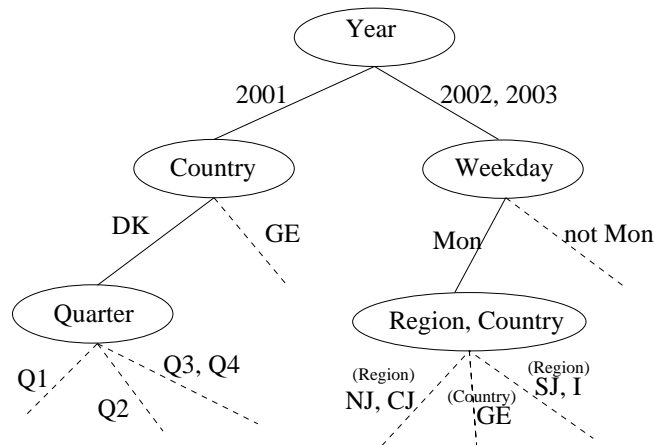 Year
2001
2002, 2003
Country
Weekday
DK
GE
Mon
not Mon
Quarter
Region, Country
Q1
Q2
Q3, Q4
(Region)
NJ, CJ
(Country)
GE
(Region)
SJ, I